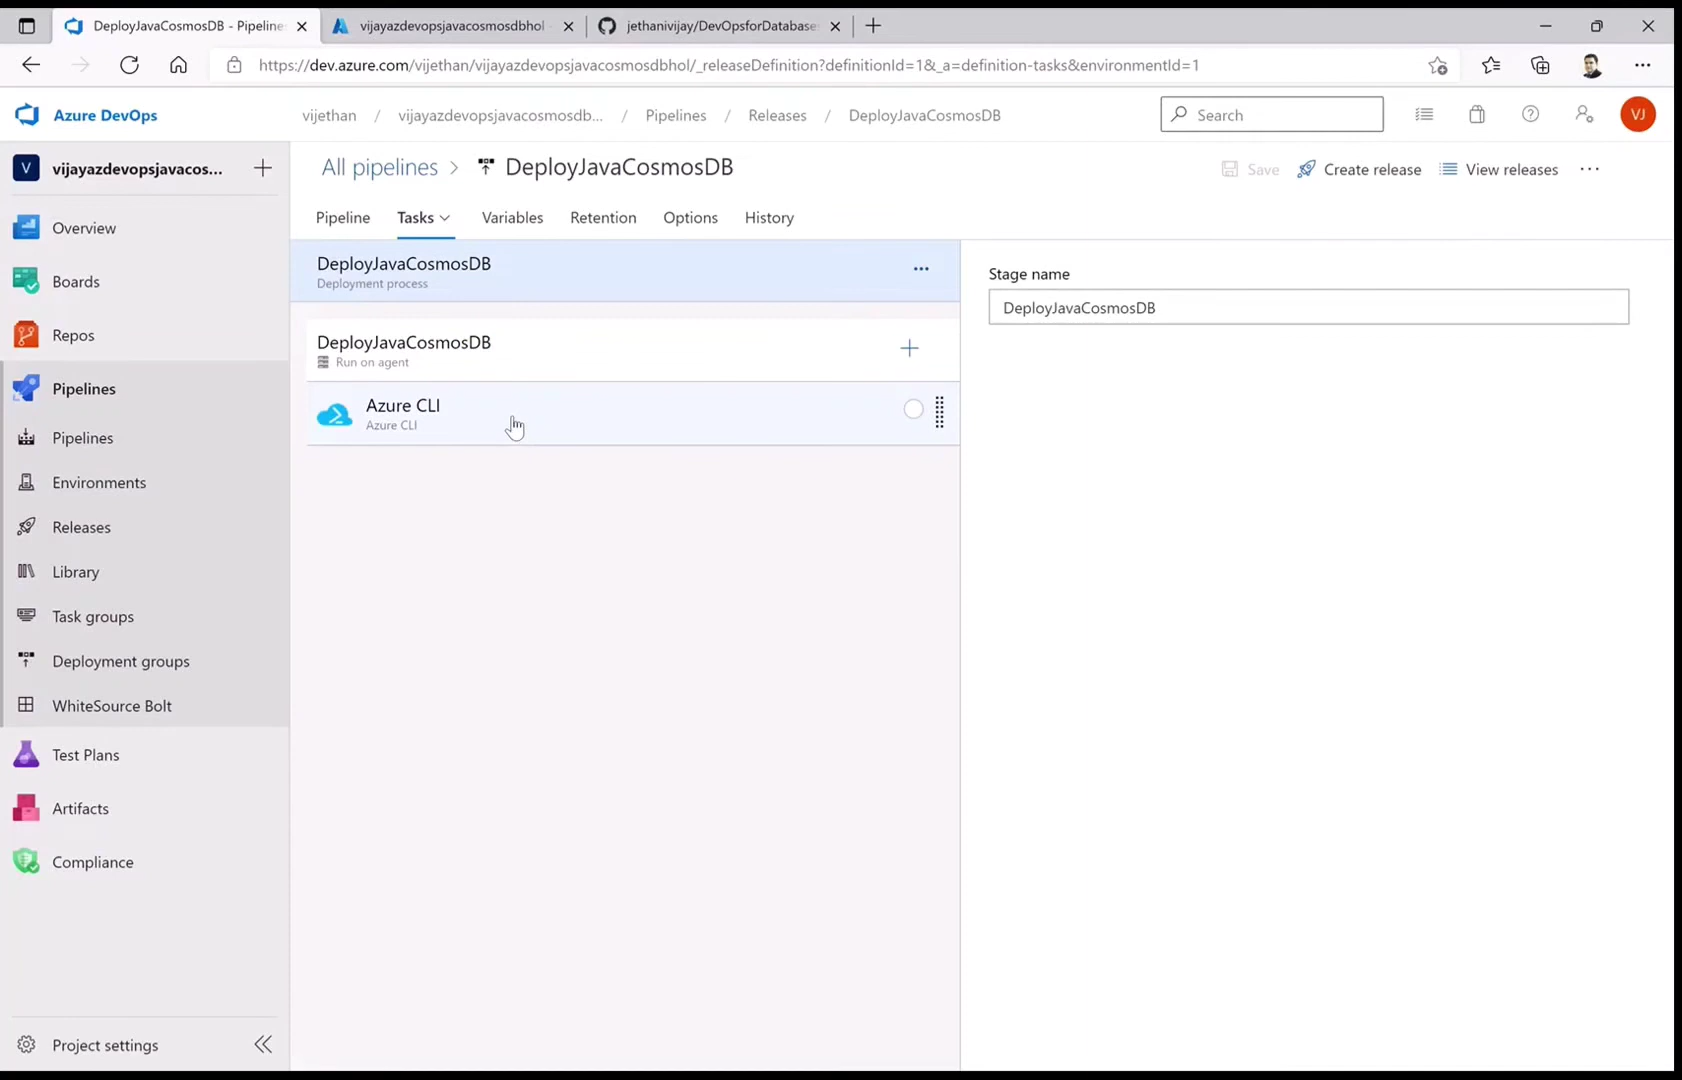 DeployJavaCosmosDB - Pipeline
vijayazdevopsjavacosmosdbhol
jethanivijay/DevOpsforDatabase
https://dev.azure.com/vijethan/vijayazdevopsjavacosmosdbhol/_releaseDefinition?definitionId=1&_a=definition-tasks&environmentId=1
Azure DevOps
vijethan / vijayazdevopsjavacosmosdb... / Pipelines / Releases / DeployJavaCosmosDB
Search
VJ
V vijayazdevopsjavacos...
All pipelines > DeployJavaCosmosDB
Save
Create release
View releases
Pipeline Tasks Variables Retention Options History
Overview
Boards
Repos
Pipelines
Pipelines
Environments
Releases
Library
Task groups
Deployment groups
WhiteSource Bolt
Test Plans
Artifacts
Compliance
Project settings
DeployJavaCosmosDB
Deployment process
DeployJavaCosmosDB
Run on agent
Azure CLI
Azure CLI
Stage name
DeployJavaCosmosDB